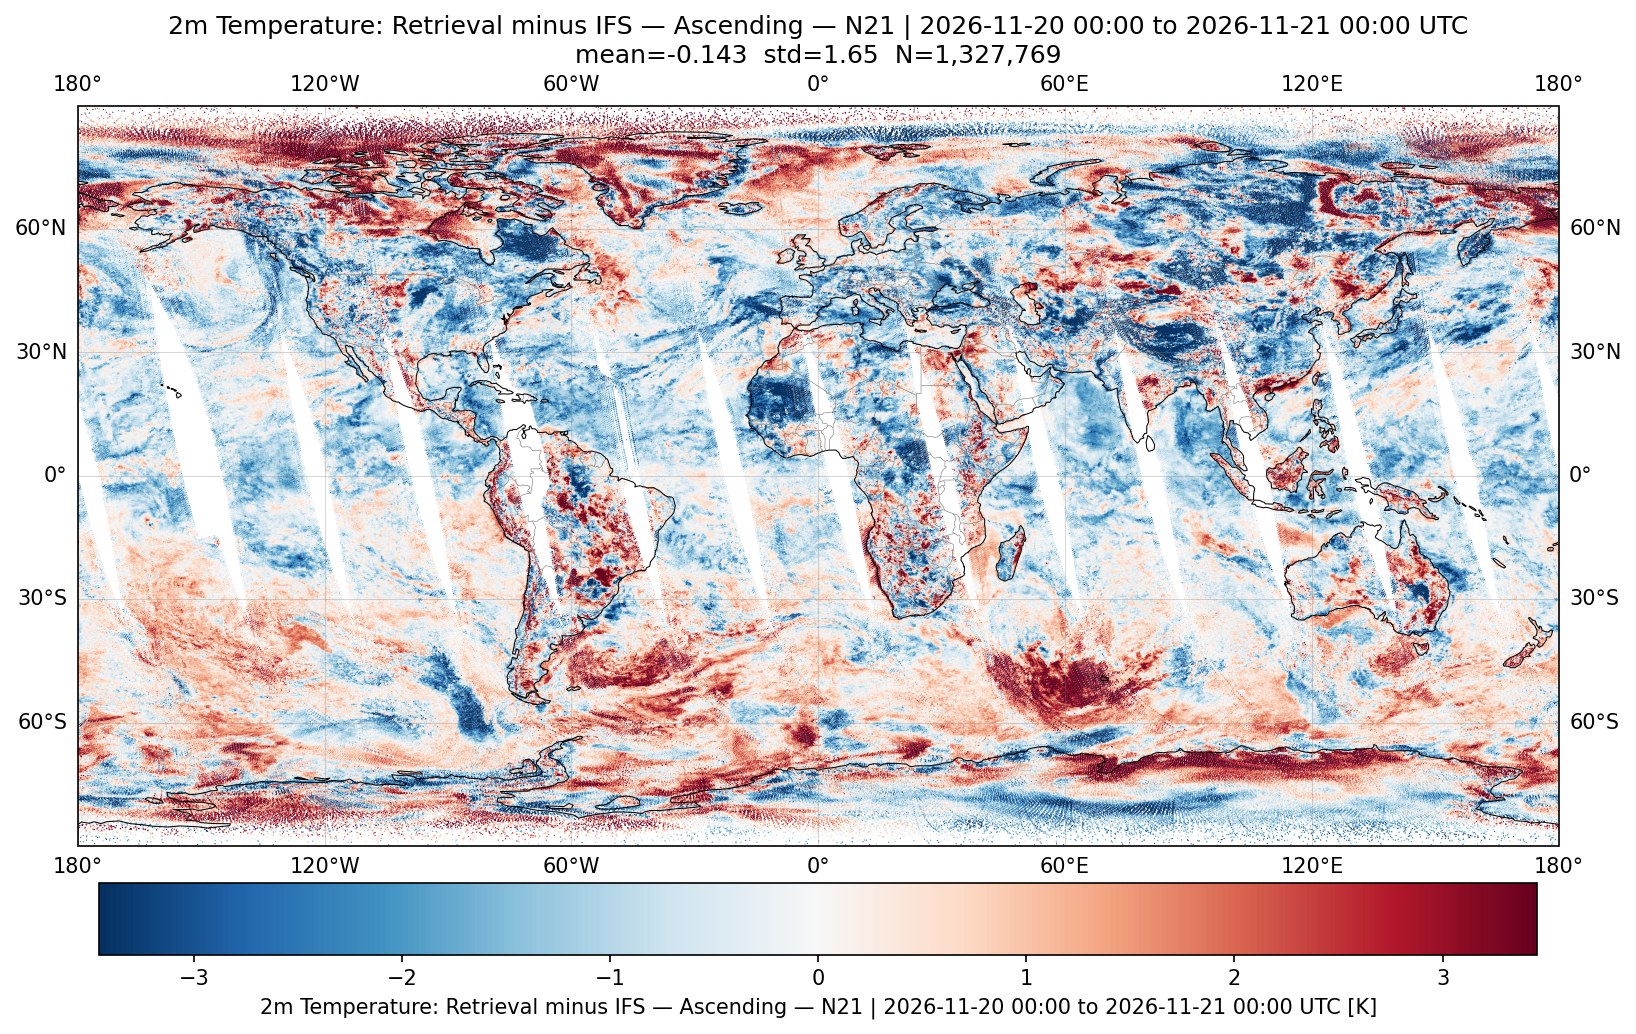 2m Temperature: Retrieval minus IFS — Ascending — N21 | 2026-11-20 00:00 to 2026-11-21 00:00 UTC
mean=-0.143  std=1.65  N=1,327,769
180° 120°W 60°W 0° 60°E 120°E 180°
60°N 60°N
30°N 30°N
0° 0°
30°S 30°S
60°S 60°S
180° 120°W 60°W 0° 60°E 120°E 180°
−3 −2 −1 0 1 2 3
2m Temperature: Retrieval minus IFS — Ascending — N21 | 2026-11-20 00:00 to 2026-11-21 00:00 UTC [K]